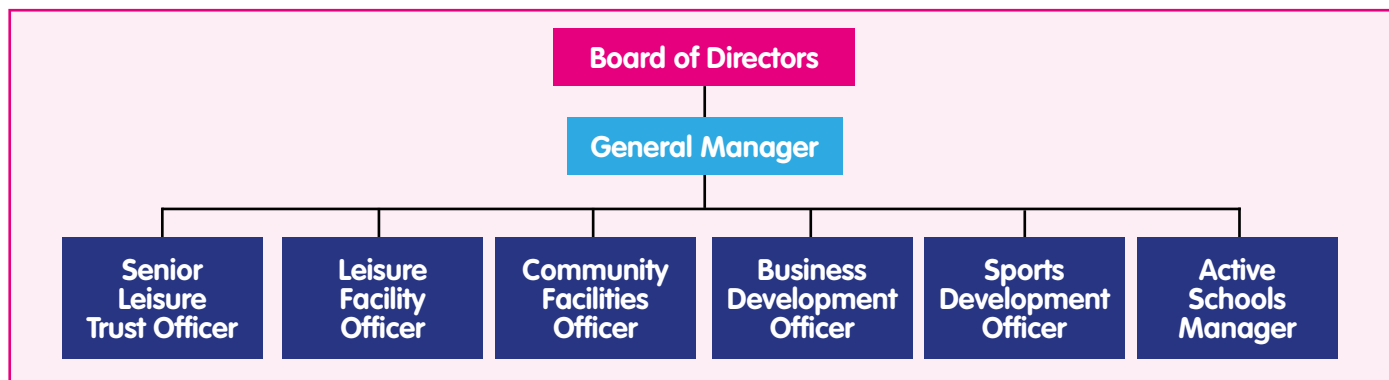 Board of Directors
General Manager
Senior
Leisure
Trust Officer
Leisure
Facility
Officer
Community
Facilities
Officer
Business
Development
Officer
Sports
Development
Officer
Active
Schools
Manager